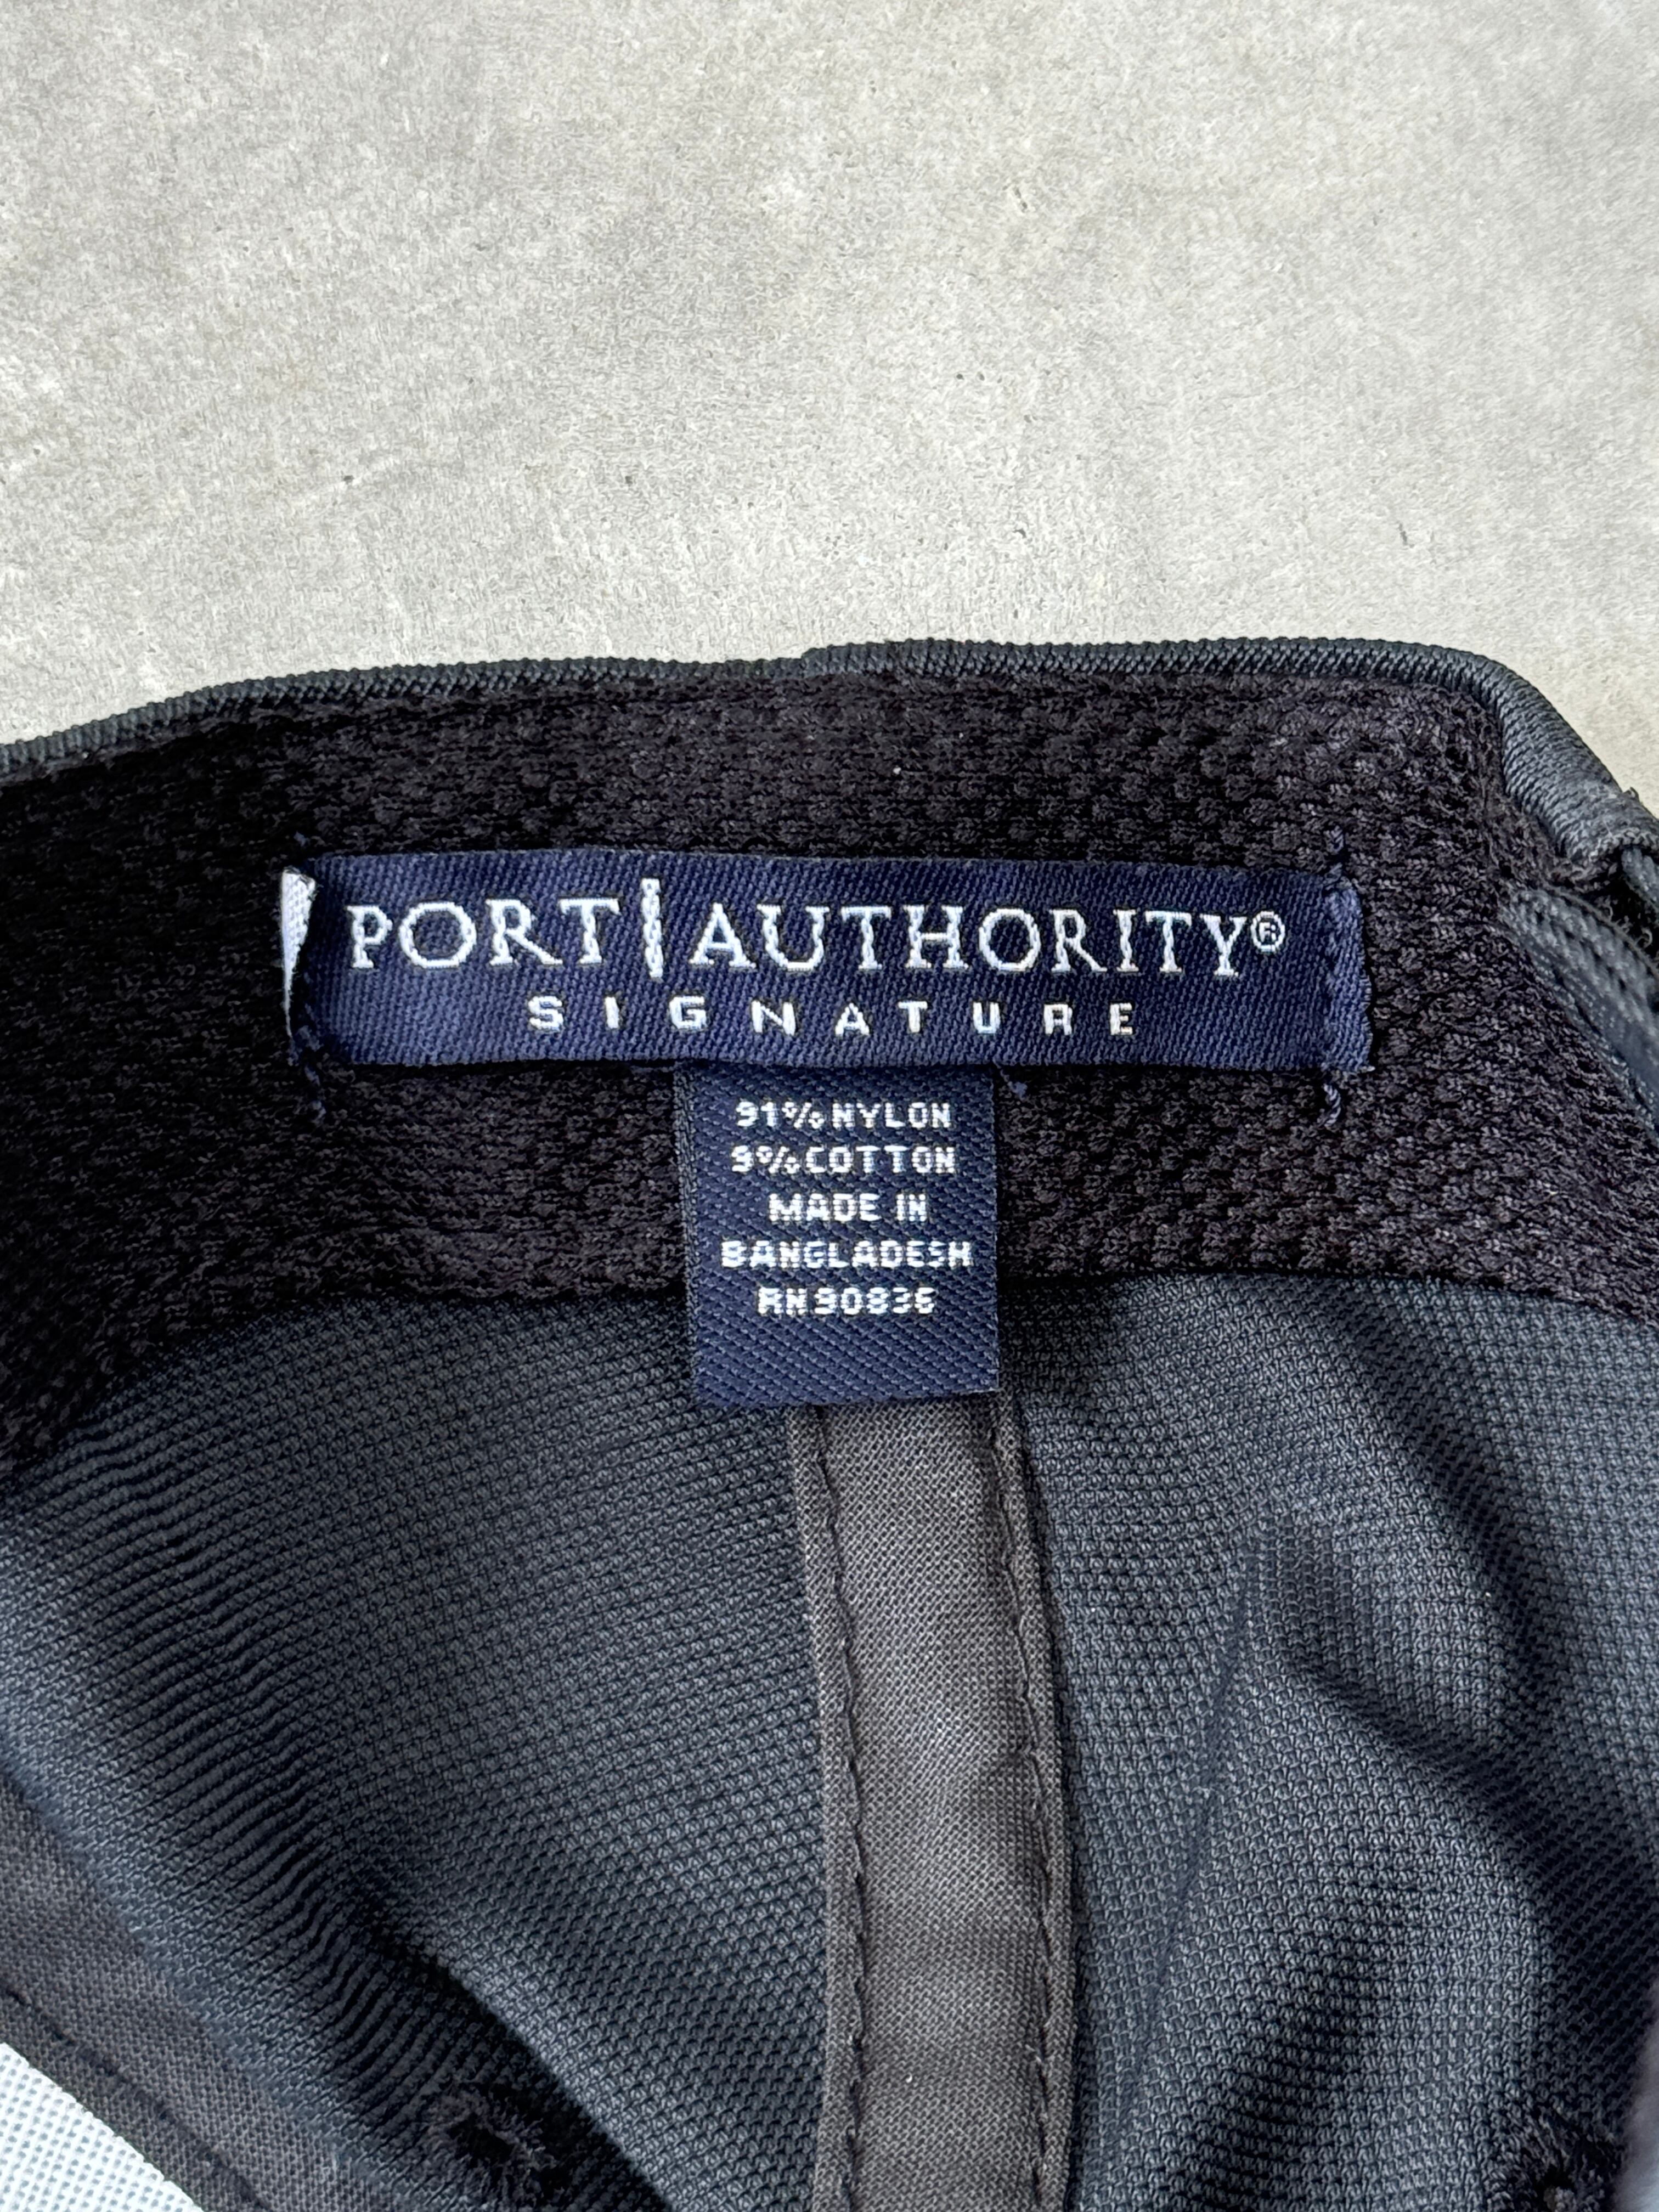 PORT AUTHORITY®
SIGNATURE
91% NYLON
9% COTTON
MADE IN
BANGLADESH
RN 90836